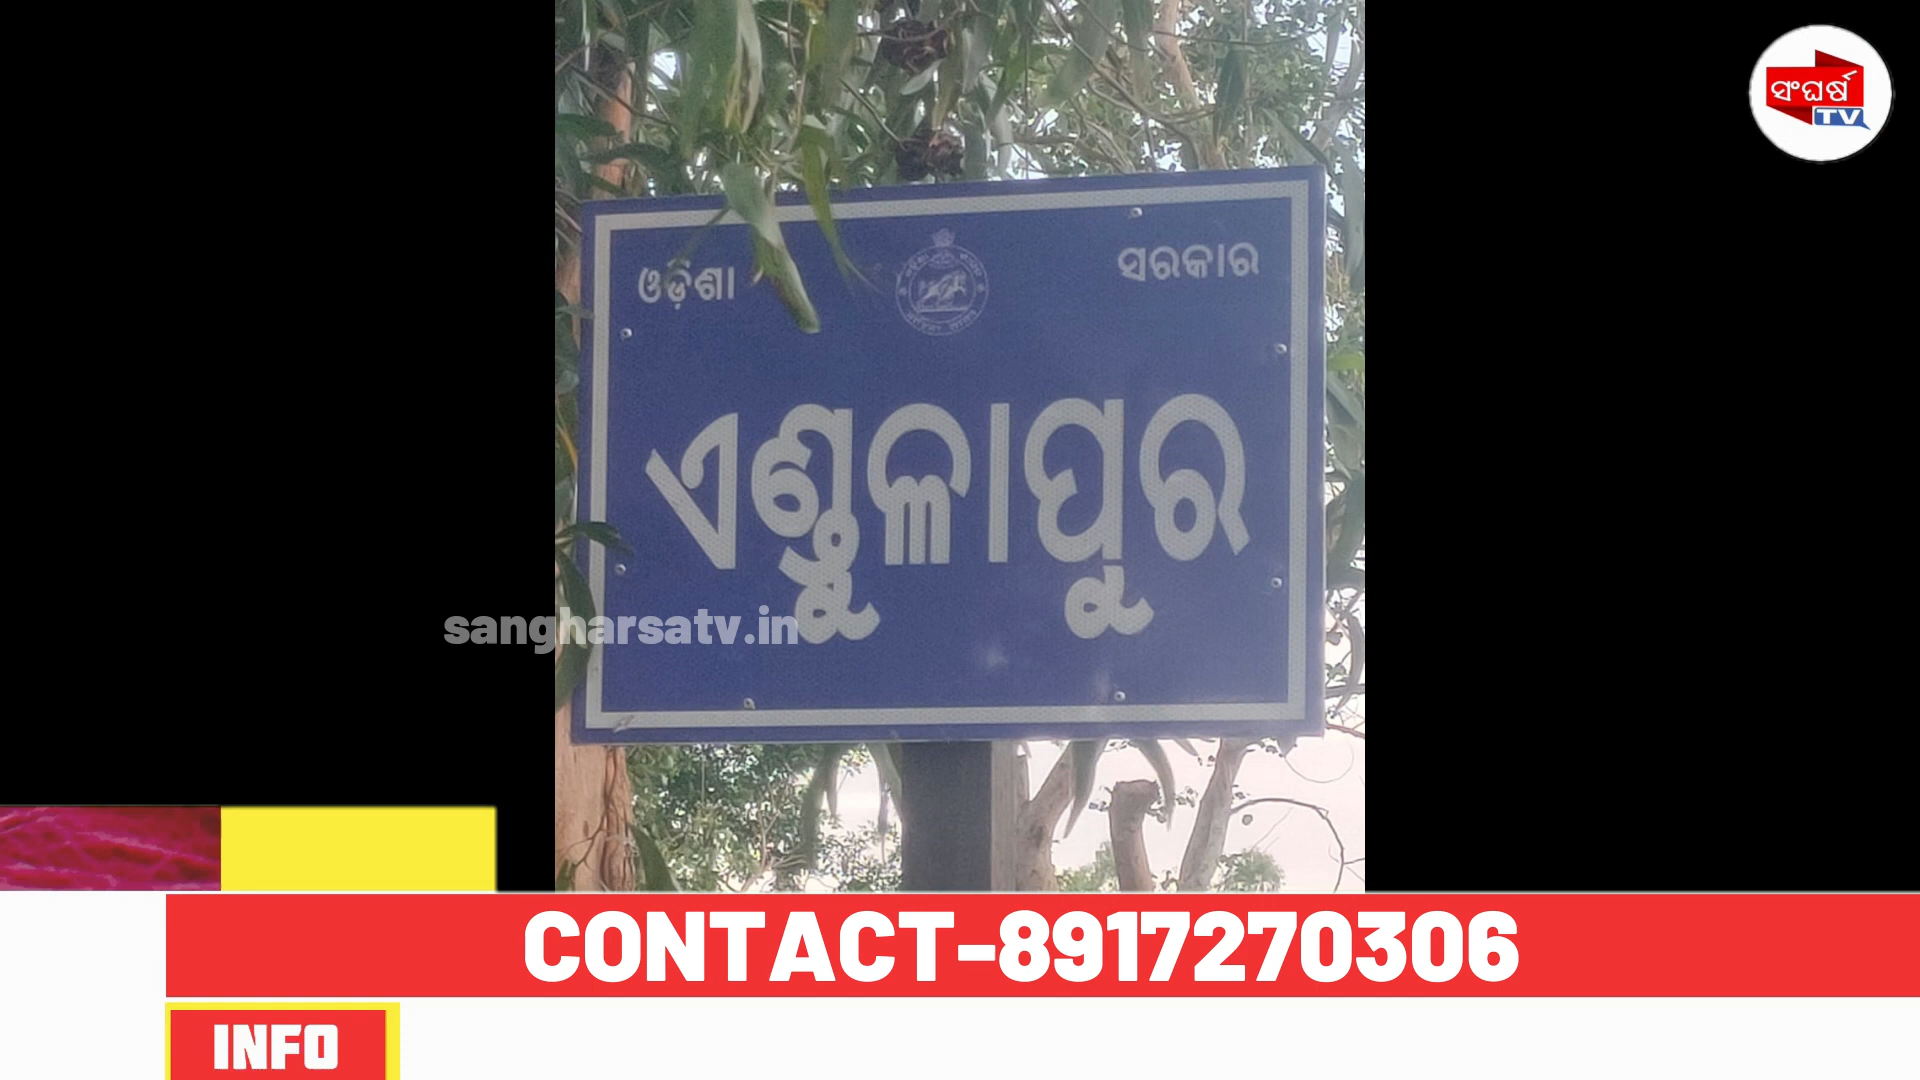 ସଂଘର୍ଷ
TV
ଓଡ଼ିଶା ସରକାର
ଏଣ୍ଡୁଳାପୁର
sangharsatv.in
CONTACT-8917270306
INFO